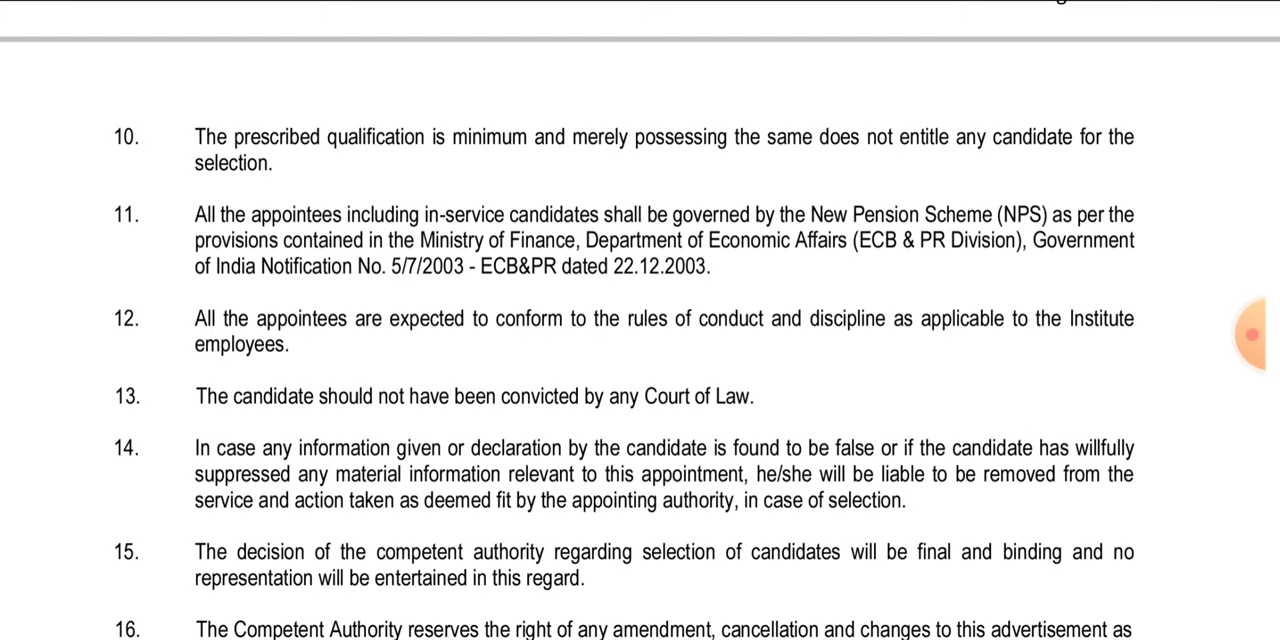 10. The prescribed qualification is minimum and merely possessing the same does not entitle any candidate for the
selection.
11. All the appointees including in-service candidates shall be governed by the New Pension Scheme (NPS) as per the
provisions contained in the Ministry of Finance, Department of Economic Affairs (ECB & PR Division), Government
of India Notification No. 5/7/2003 - ECB&PR dated 22.12.2003.
12. All the appointees are expected to conform to the rules of conduct and discipline as applicable to the Institute
employees.
13. The candidate should not have been convicted by any Court of Law.
14. In case any information given or declaration by the candidate is found to be false or if the candidate has willfully
suppressed any material information relevant to this appointment, he/she will be liable to be removed from the
service and action taken as deemed fit by the appointing authority, in case of selection.
15. The decision of the competent authority regarding selection of candidates will be final and binding and no
representation will be entertained in this regard.
16. The Competent Authority reserves the right of any amendment, cancellation and changes to this advertisement as